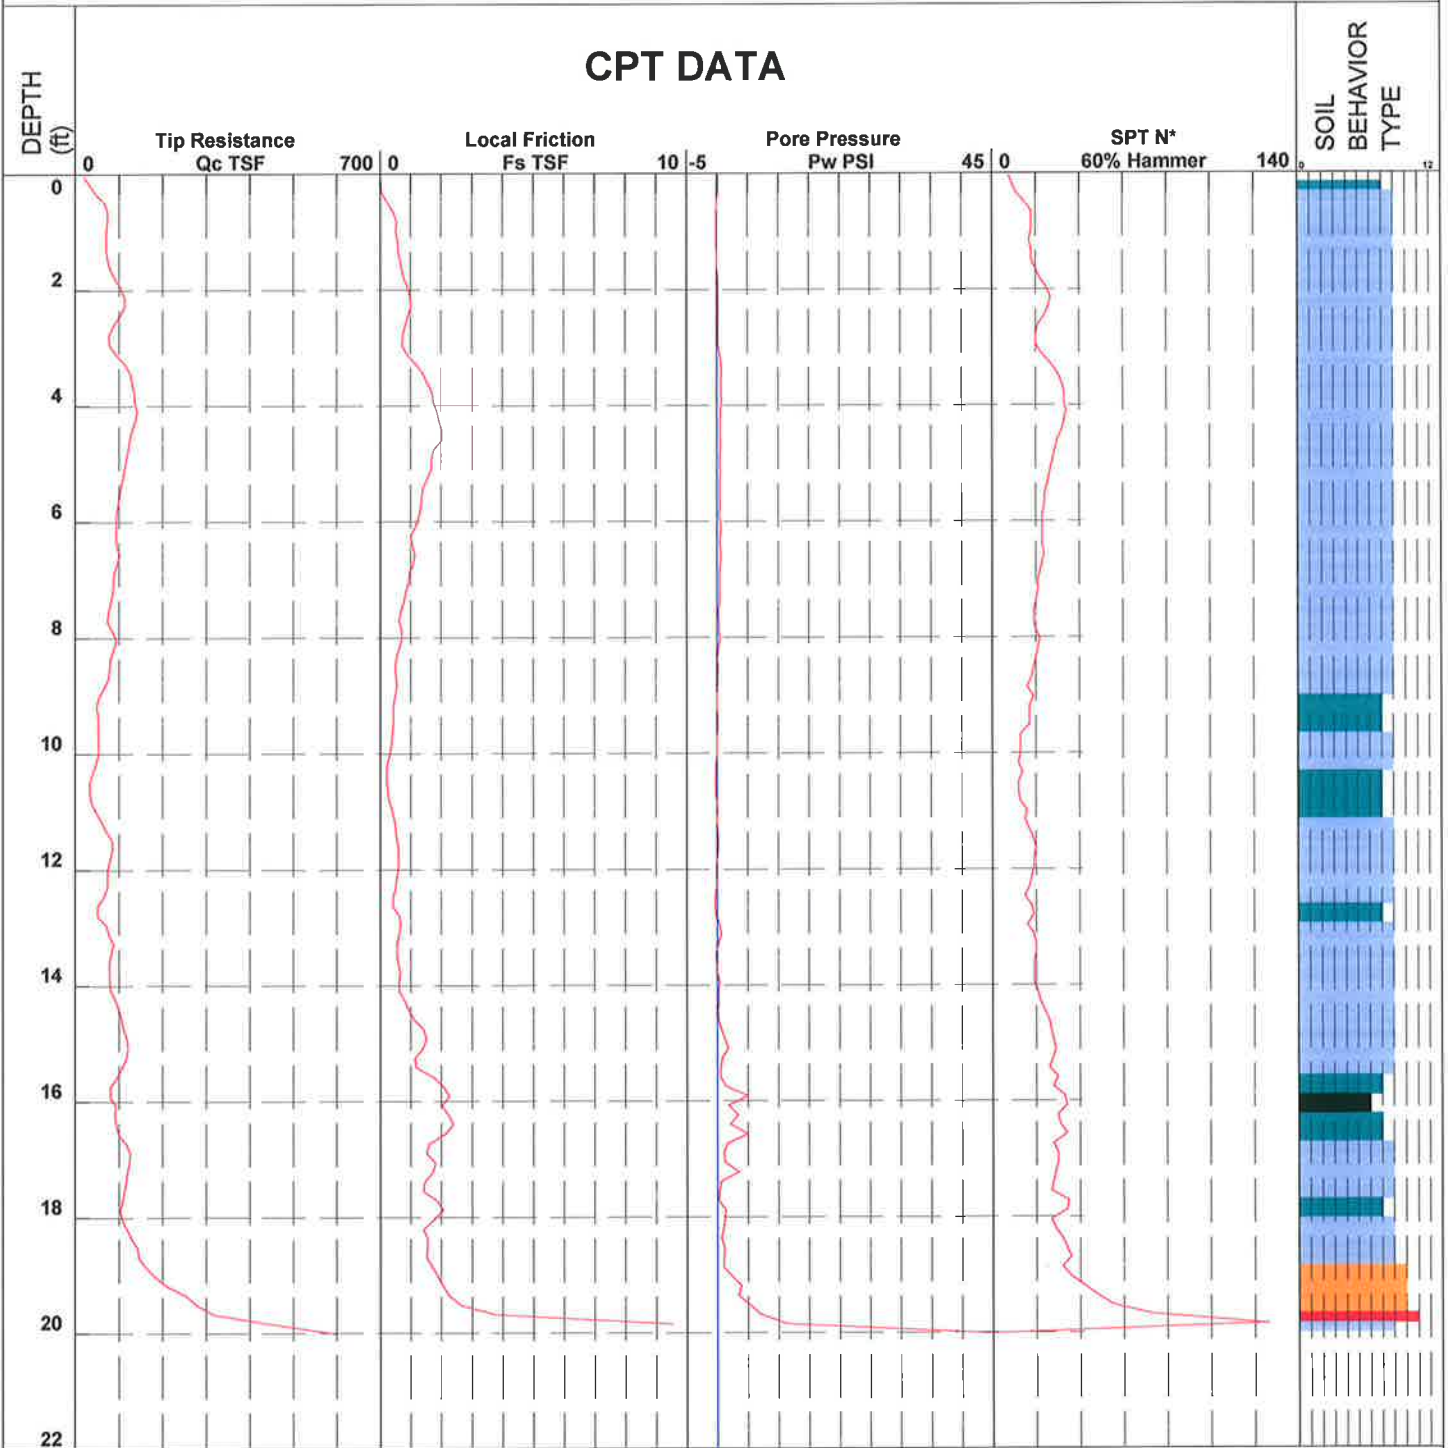 CPT DATA
DEPTH
(ft)
SOIL
BEHAVIOR
TYPE
Tip Resistance
0 Qc TSF 700
Local Friction
0 Fs TSF 10
Pore Pressure
-5 Pw PSI 45
SPT N*
0 60% Hammer 140
0 12
0
2
4
6
8
10
12
14
16
18
20
22